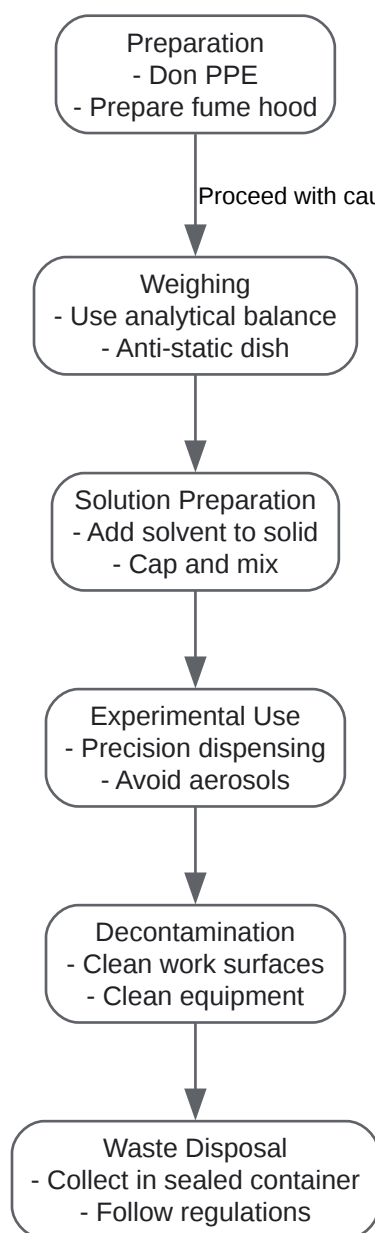 Preparation
- Don PPE
- Prepare fume hood
Proceed with
Weighing
- Use analytical balance
- Anti-static dish
Solution Preparation
- Add solvent to solid
- Cap and mix
Experimental Use
- Precision dispensing
- Avoid aerosols
Decontamination
- Clean work surfaces
- Clean equipment
Waste Disposal
- Collect in sealed container
- Follow regulations